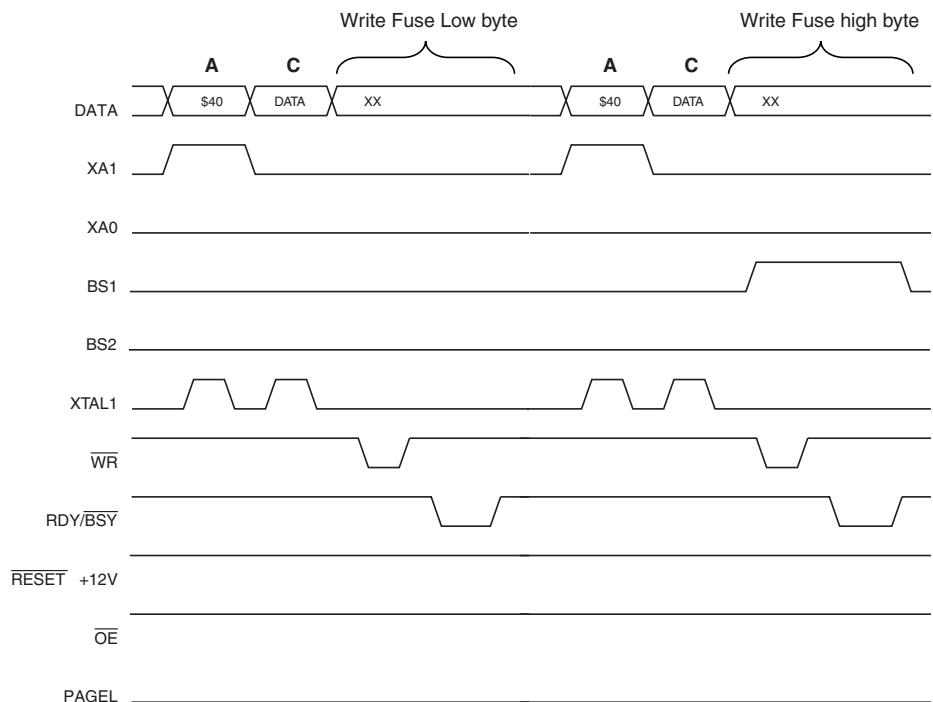 Write Fuse Low byte Write Fuse high byte
A C A C
DATA $40 DATA XX $40 DATA XX
XA1
XA0
BS1
BS2
XTAL1
WR
RDY/BSY
RESET +12V
OE
PAGEL